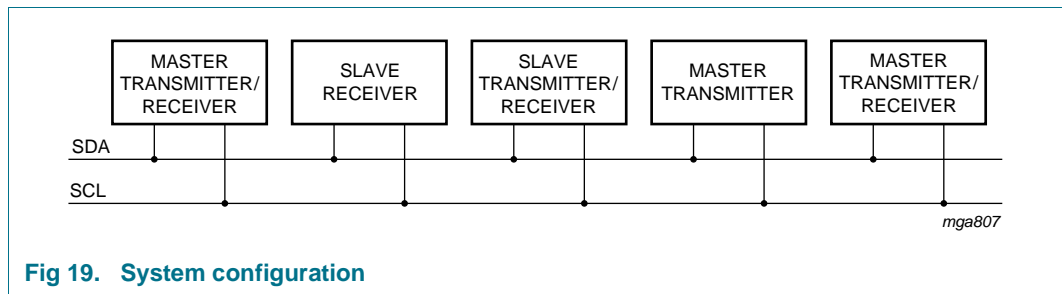 MASTER
TRANSMITTER/
RECEIVER
SLAVE
RECEIVER
SLAVE
TRANSMITTER/
RECEIVER
MASTER
TRANSMITTER
MASTER
TRANSMITTER/
RECEIVER
SDA
SCL
mga807
Fig 19. System configuration